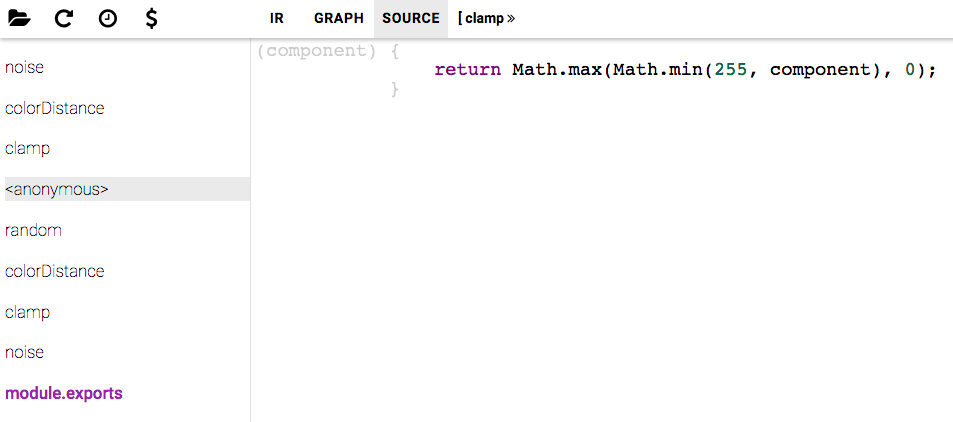 $ IR GRAPH SOURCE [ clamp »
noise
colorDistance
clamp
<anonymous>
random
colorDistance
clamp
noise
module.exports
(component) {
return Math.max(Math.min(255, component), 0);
}